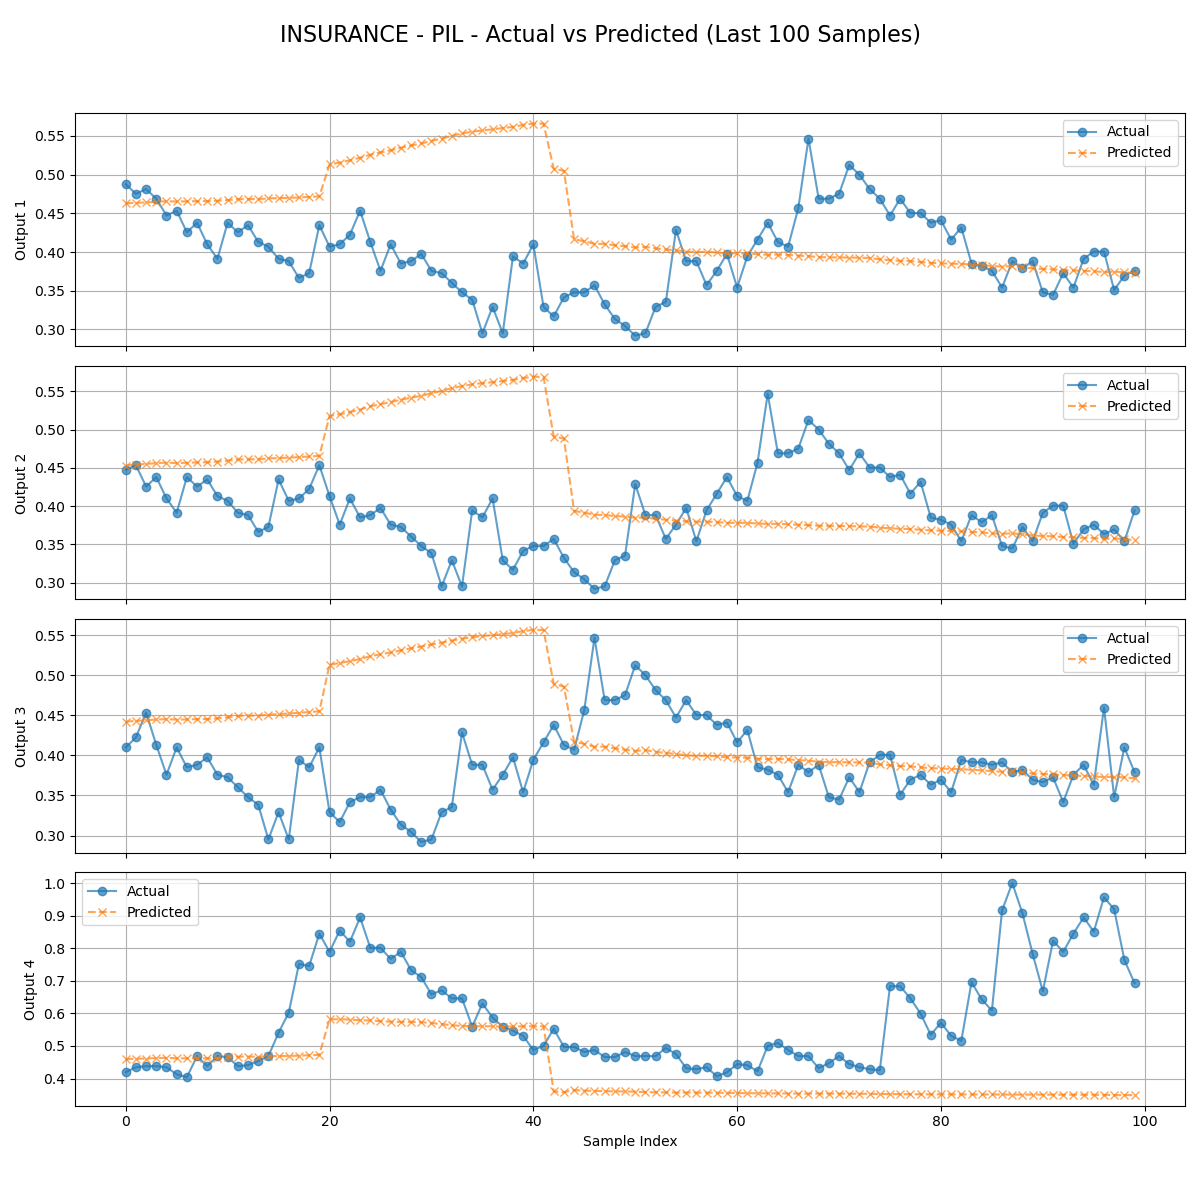 INSURANCE - PIL - Actual vs Predicted (Last 100 Samples)
Output 1
0.55
0.50
0.45
0.40
0.35
0.30
Actual
Predicted
Output 2
0.55
0.50
0.45
0.40
0.35
0.30
Actual
Predicted
Output 3
0.55
0.50
0.45
0.40
0.35
0.30
Actual
Predicted
Output 4
1.0
0.9
0.8
0.7
0.6
0.5
0.4
Actual
Predicted
0 20 40 60 80 100
Sample Index